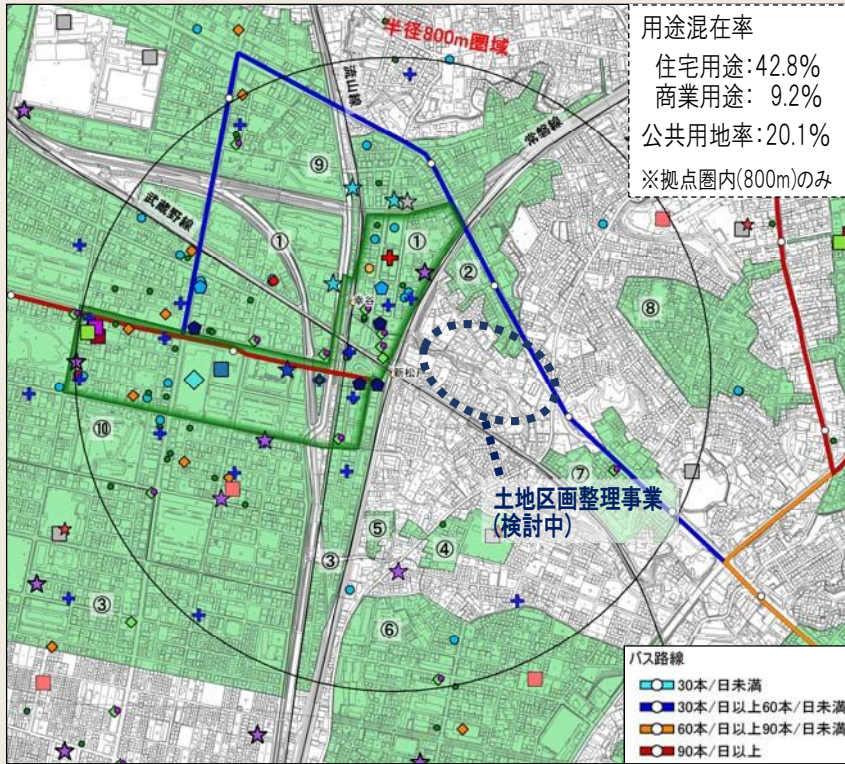 用途混在率
住宅用途:42.8%
商業用途: 9.2%
公共用地率:20.1%
※拠点圏内(800m)のみ
半径800m圏域
流山線
常磐線
武蔵野線
⑨
①
①
②
幸谷
⑧
新松戸
⑩
⑦
土地区画整理事業
(検討中)
⑤
④
③
③
⑥
バス路線
30本/日未満
30本/日以上60本/日未満
60本/日以上90本/日未満
90本/日以上